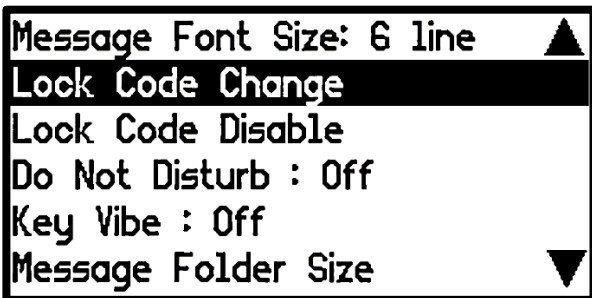 Message Font Size: 6 line
Lock Code Change
Lock Code Disable
Do Not Disturb : Off
Key Vibe : Off
Message Folder Size